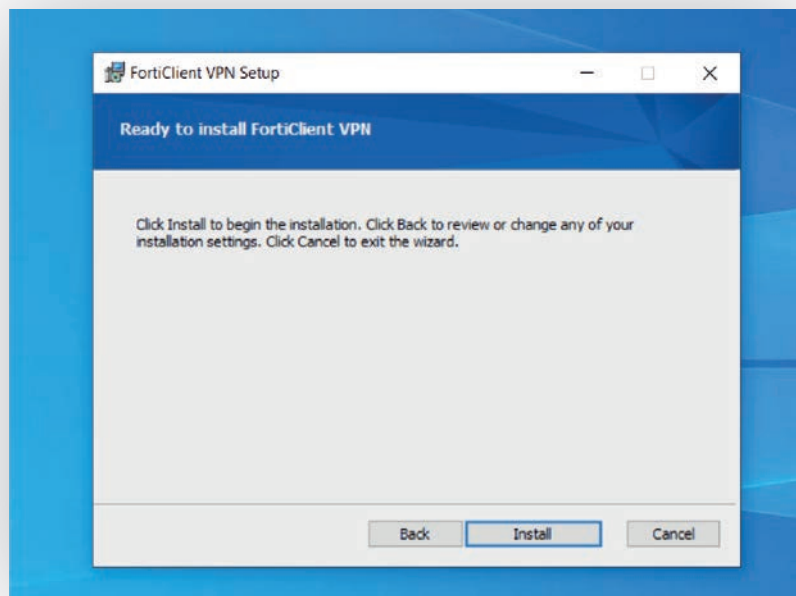 FortiClient VPN Setup
Ready to install FortiClient VPN
Click Install to begin the installation. Click Back to review or change any of your
installation settings. Click Cancel to exit the wizard.
Back Install Cancel